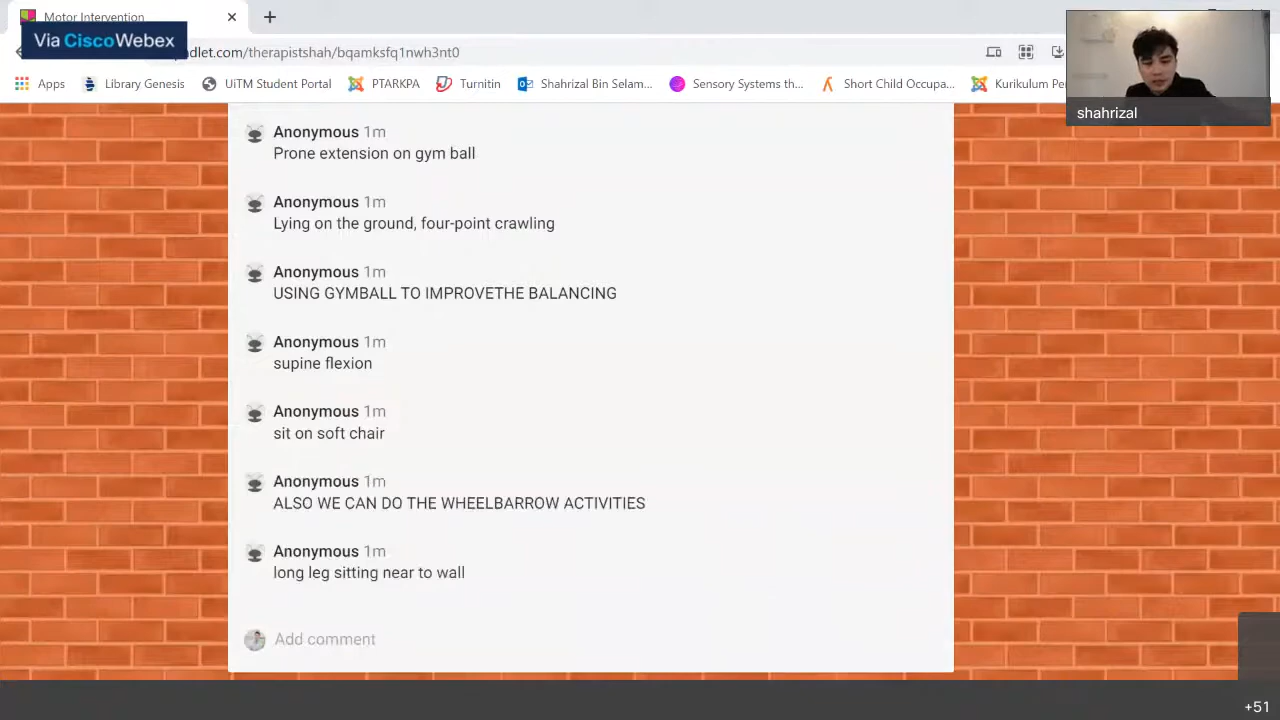 Motor Intervention
Via CiscoWebex
dlet.com/therapistshah/bqamksfq1nwh3nt0
Apps Library Genesis UiTM Student Portal PTARKPA Turnitin Shahrizal Bin Selam... Sensory Systems th... Short Child Occupa... Kurikulum Pe
shahrizal
Anonymous 1m
Prone extension on gym ball
Anonymous 1m
Lying on the ground, four-point crawling
Anonymous 1m
USING GYMBALL TO IMPROVETHE BALANCING
Anonymous 1m
supine flexion
Anonymous 1m
sit on soft chair
Anonymous 1m
ALSO WE CAN DO THE WHEELBARROW ACTIVITIES
Anonymous 1m
long leg sitting near to wall
Add comment
+51